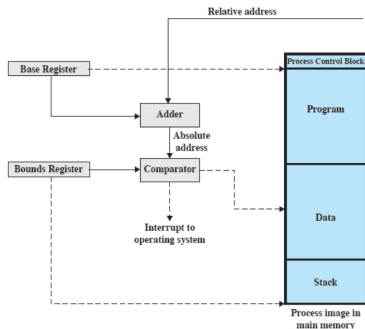 Relative address
Process Control Block
Base Register
Program
Adder
Absolute
address
Bounds Register
Comparator
Interrupt to
operating system
Data
Stack
Process image in
main memory